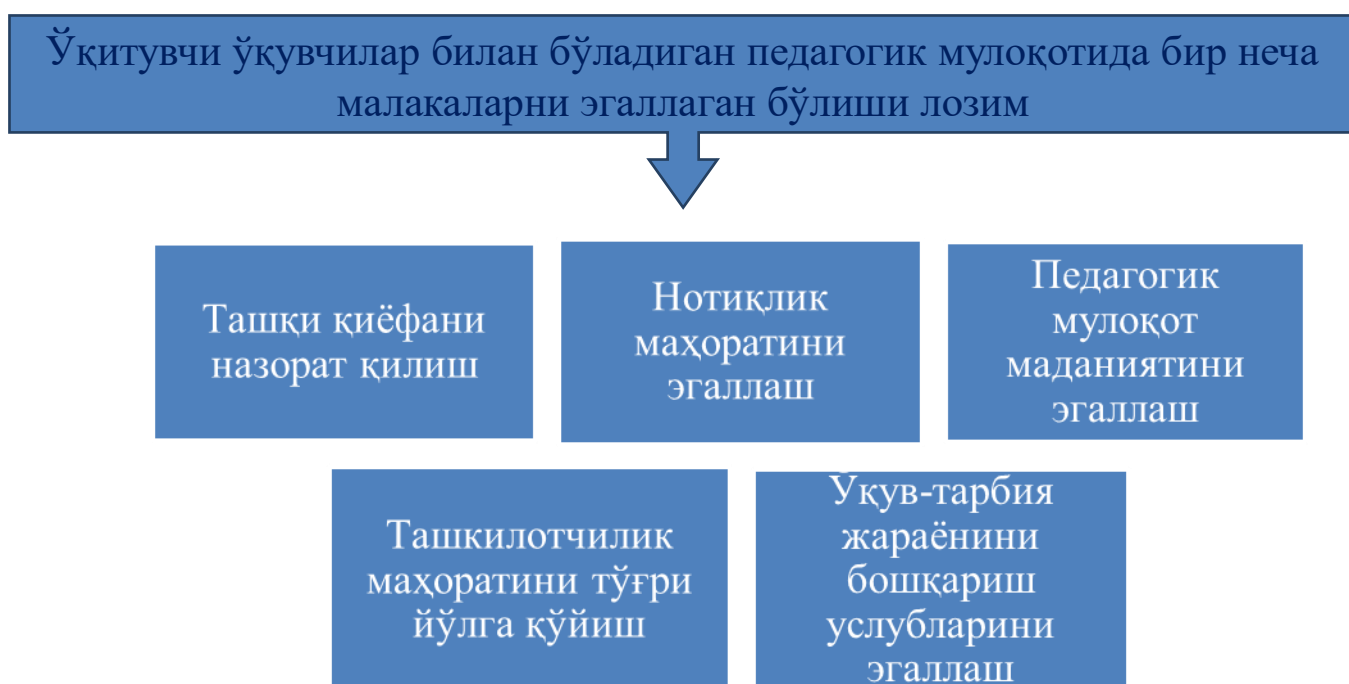 Ўқитувчи ўқувчилар билан бўладиган педагогик мулоқотида бир неча
малакаларни эгаллаган бўлиши лозим
Ташқи қиёфани
назорат қилиш
Нотиқлик
маҳоратини
эгаллаш
Педагогик
мулоқот
маданиятини
эгаллаш
Ташкилотчилик
маҳоратини тўғри
йўлга қўйиш
Ўқув-тарбия
жараёнини
бошқариш
услубларини
эгаллаш